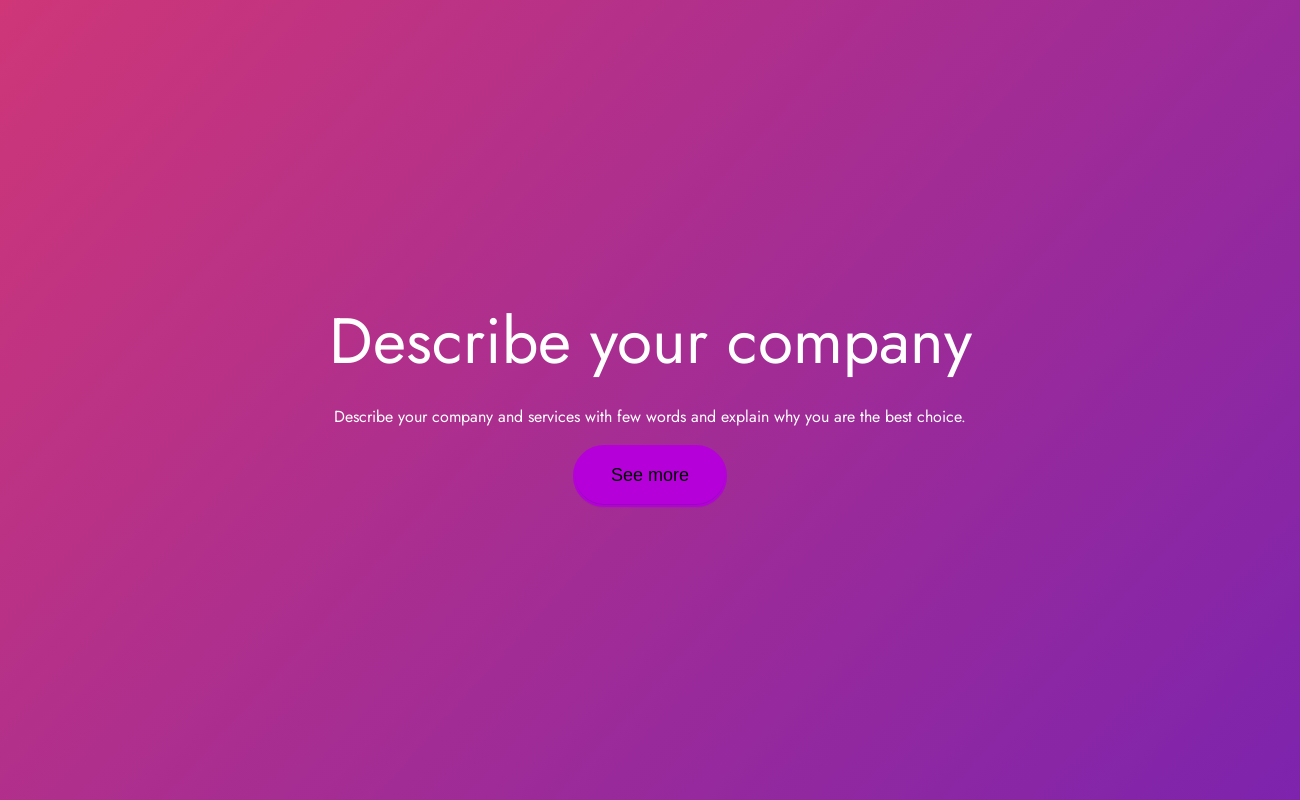 Describe your company
Describe your company and services with few words and explain why you are the best choice.
See more